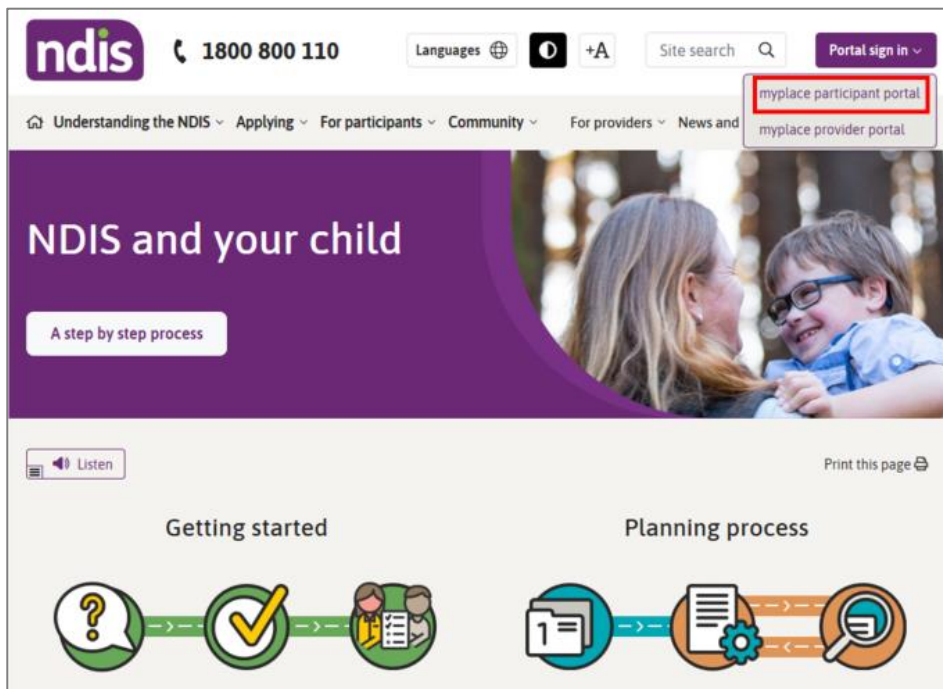 ndis
1800 800 110
Languages
+A
Site search
Portal sign in
myplace participant portal
myplace provider portal
Understanding the NDIS
Applying
For participants
Community
For providers
News and
NDIS and your child
A step by step process
Listen
Print this page
Getting started
Planning process
?
1